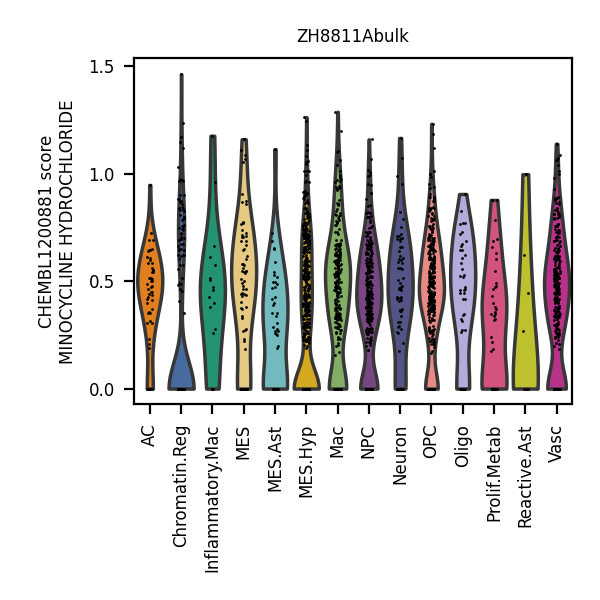 ZH8811Abulk
CHEMBL1200881 score
MINOCYCLINE HYDROCHLORIDE
1.5
1.0
0.5
0.0
AC
Chromatin.Reg
Inflammatory.Mac
MES
MES.Ast
MES.Hyp
Mac
NPC
Neuron
OPC
Oligo
Prolif.Metab
Reactive.Ast
Vasc